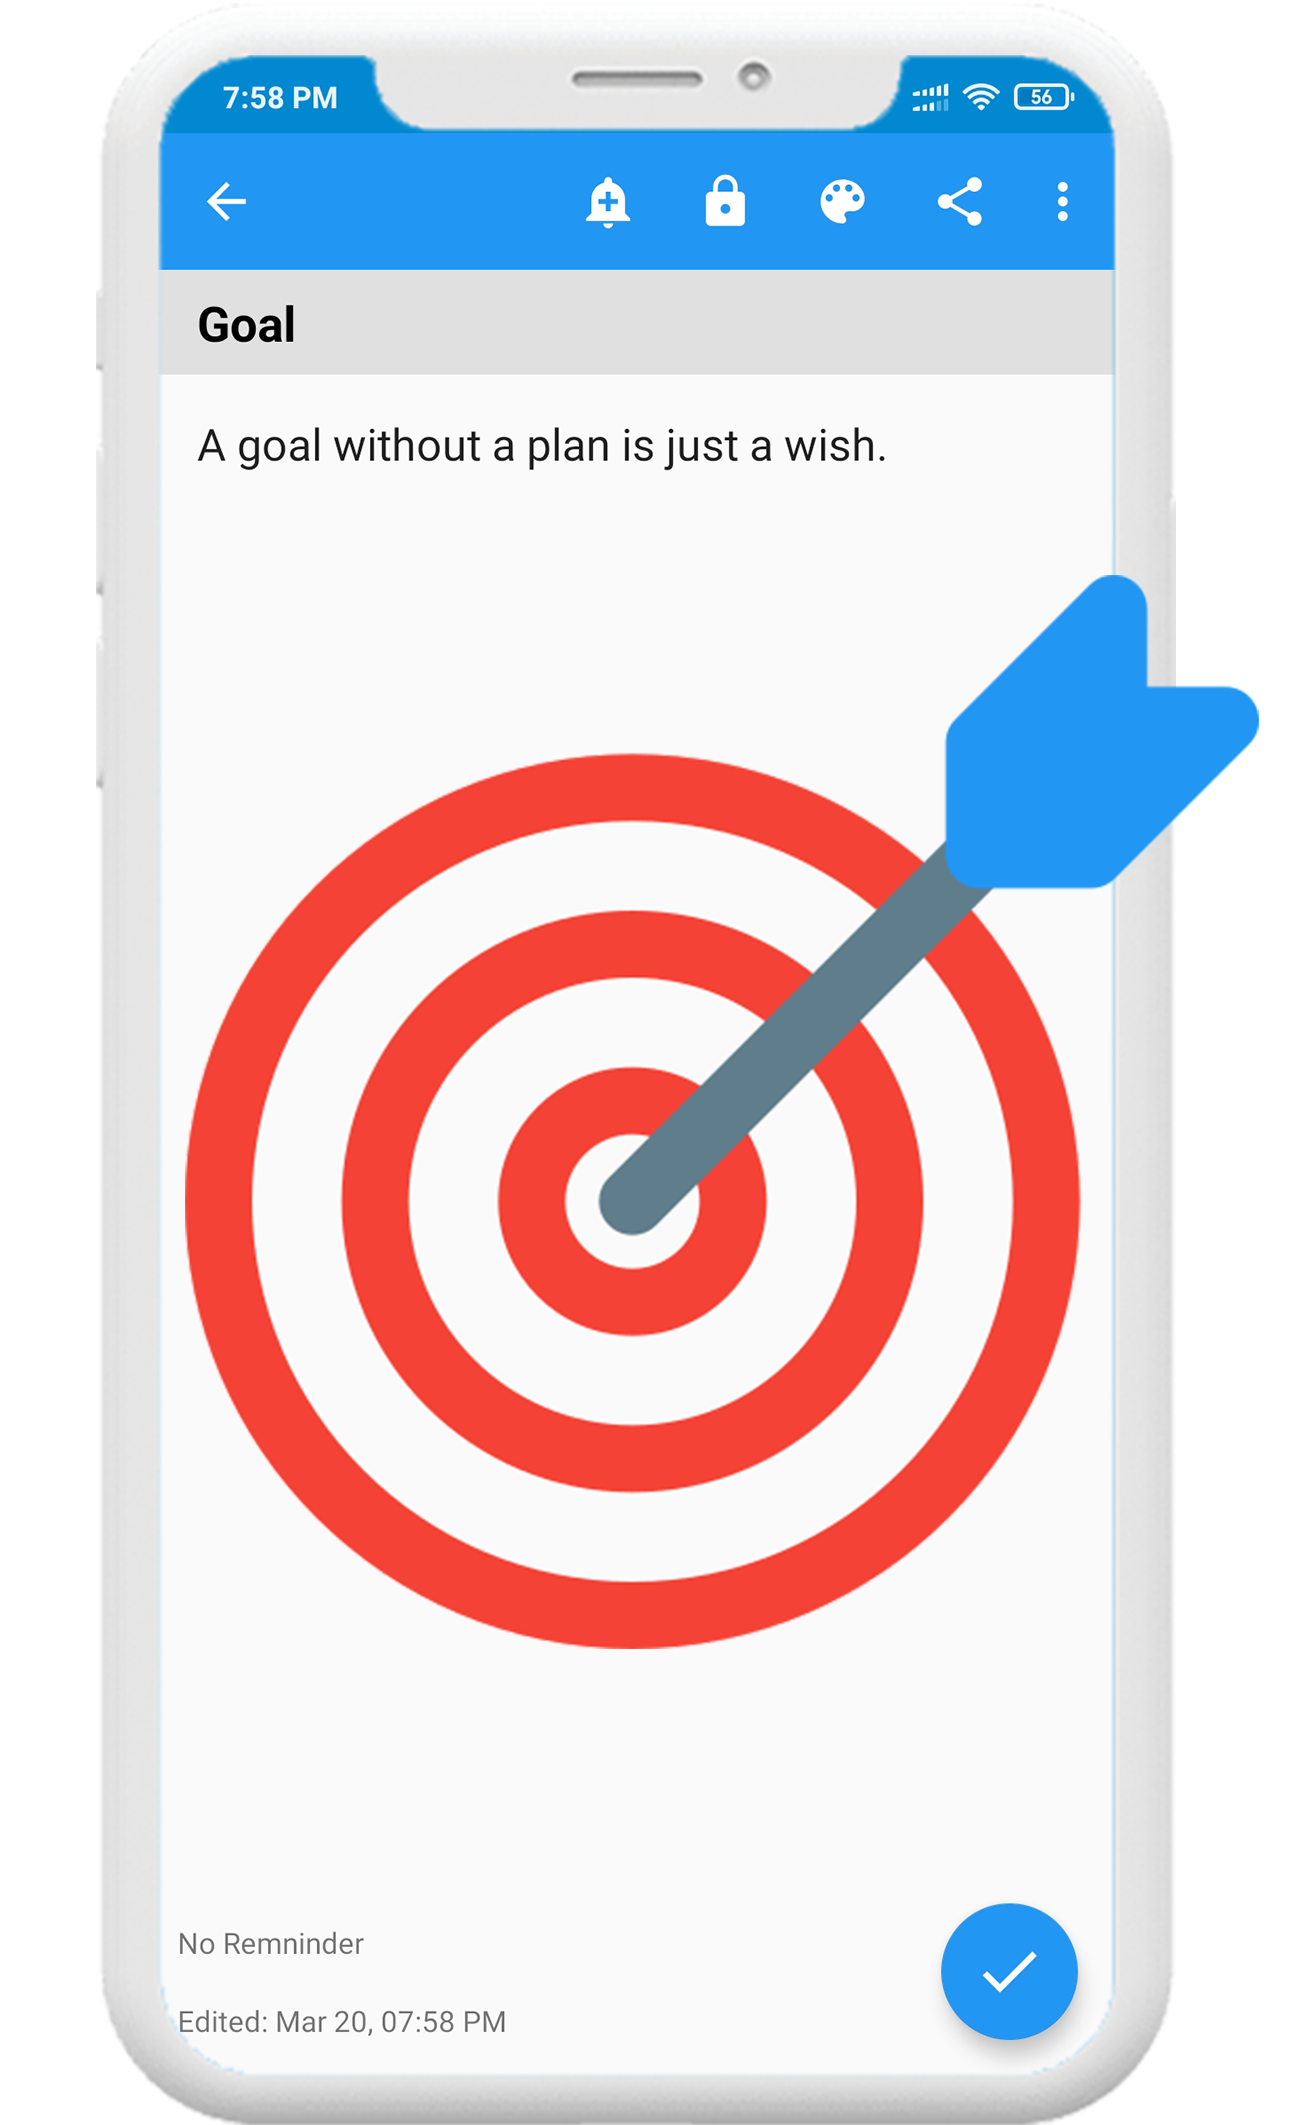 7:58 PM
56
Goal
A goal without a plan is just a wish.
No Remninder
Edited: Mar 20, 07:58 PM